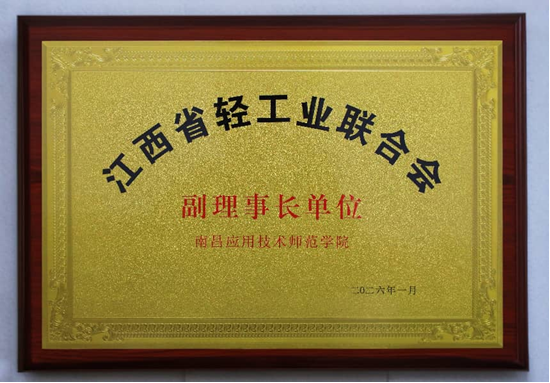 江西省轻工业联合会
副理事长单位
南昌应用技术师范学院
二〇二六年一月